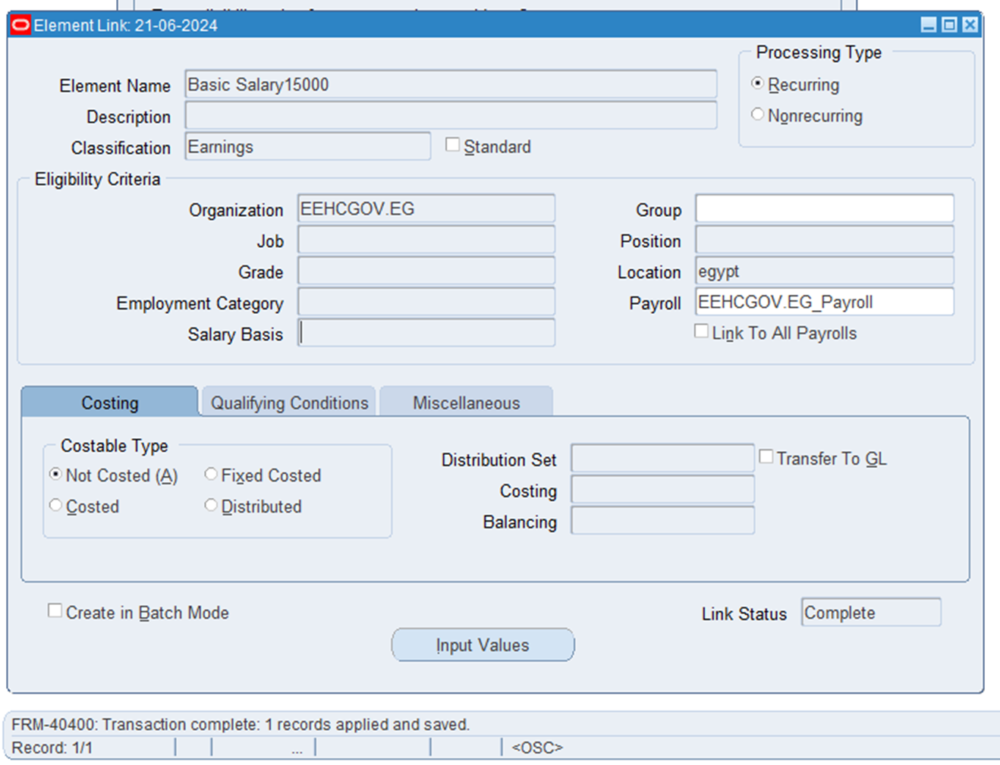 Element Link: 21-06-2024
Processing Type
Element Name Basic Salary15000
Recurring
Description
Nonrecurring
Classification Earnings Standard
Eligibility Criteria
Organization EEHCGOV.EG Group
Job Position
Grade Location egypt
Employment Category Payroll EEHCGOV.EG_Payroll
Salary Basis Link To All Payrolls
Costing Qualifying Conditions Miscellaneous
Costable Type
Distribution Set Transfer To GL
Not Costed (A) Fixed Costed
Costing
Costed Distributed
Balancing
Create in Batch Mode Link Status Complete
Input Values
FRM-40400: Transaction complete: 1 records applied and saved.
Record: 1/1 ... <OSC>